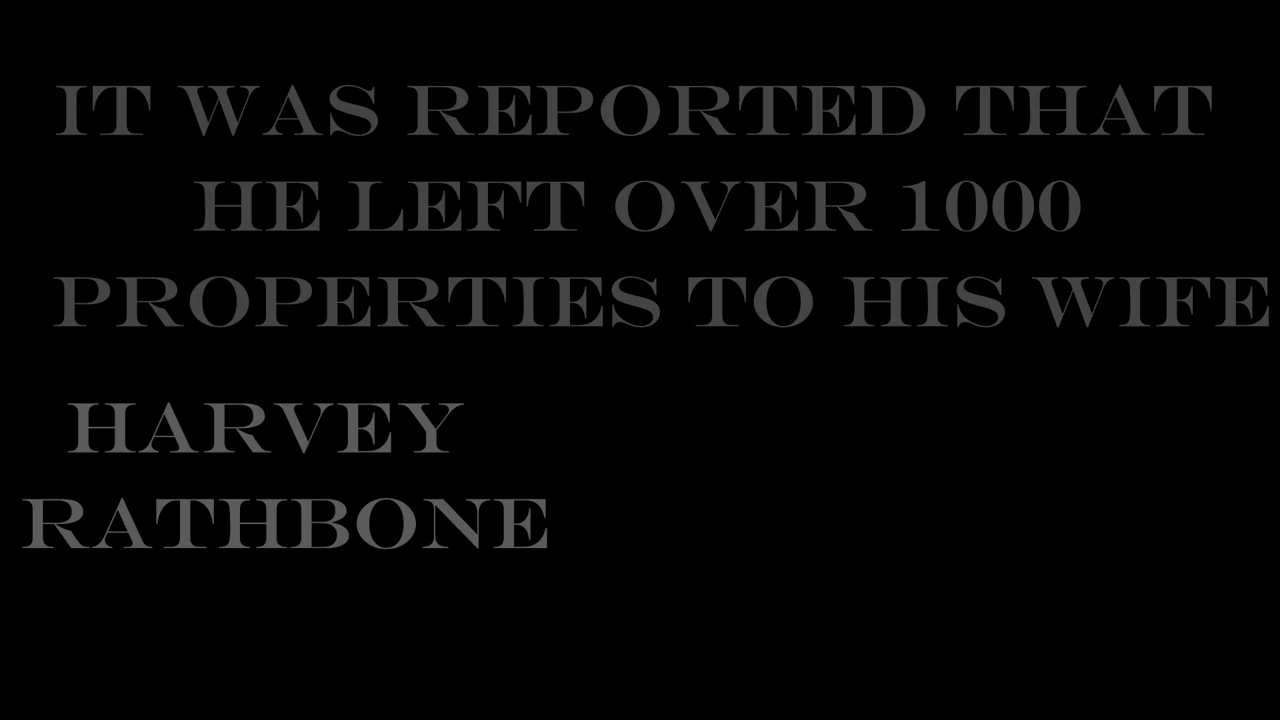 IT WAS REPORTED THAT
HE LEFT OVER 1000
PROPERTIES TO HIS WIFE
HARVEY
RATHBONE